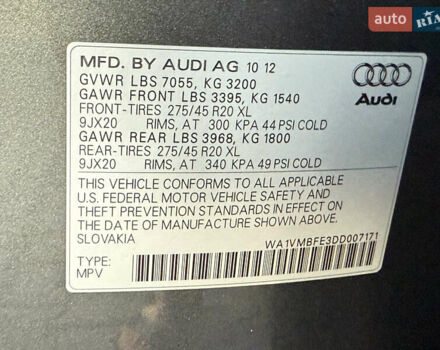 auto RIA
MFD. BY AUDI AG 10 12
GVWR LBS 7055, KG 3200
GAWR FRONT LBS 3395, KG 1540
FRONT-TIRES 275/45 R20 XL
9JX20 RIMS, AT 300 KPA 44 PSI COLD
GAWR REAR LBS 3968, KG 1800
REAR-TIRES 275/45 R20 XL
9JX20 RIMS, AT 340 KPA 49 PSI COLD
Audi
THIS VEHICLE CONFORMS TO ALL APPLICABLE
U.S. FEDERAL MOTOR VEHICLE SAFETY AND
THEFT PREVENTION STANDARDS IN EFFECT ON
THE DATE OF MANUFACTURE SHOWN ABOVE.
SLOVAKIA
WA1VMBFE3DD007171
TYPE:
MPV